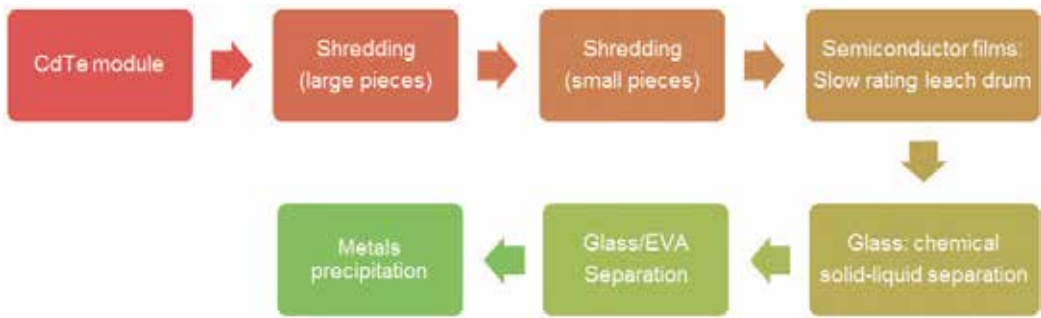 CdTe module
Shredding
(large pieces)
Shredding
(small pieces)
Semiconductor films:
Slow rating leach drum
Glass: chemical
solid-liquid separation
Glass/EVA
Separation
Metals
precipitation